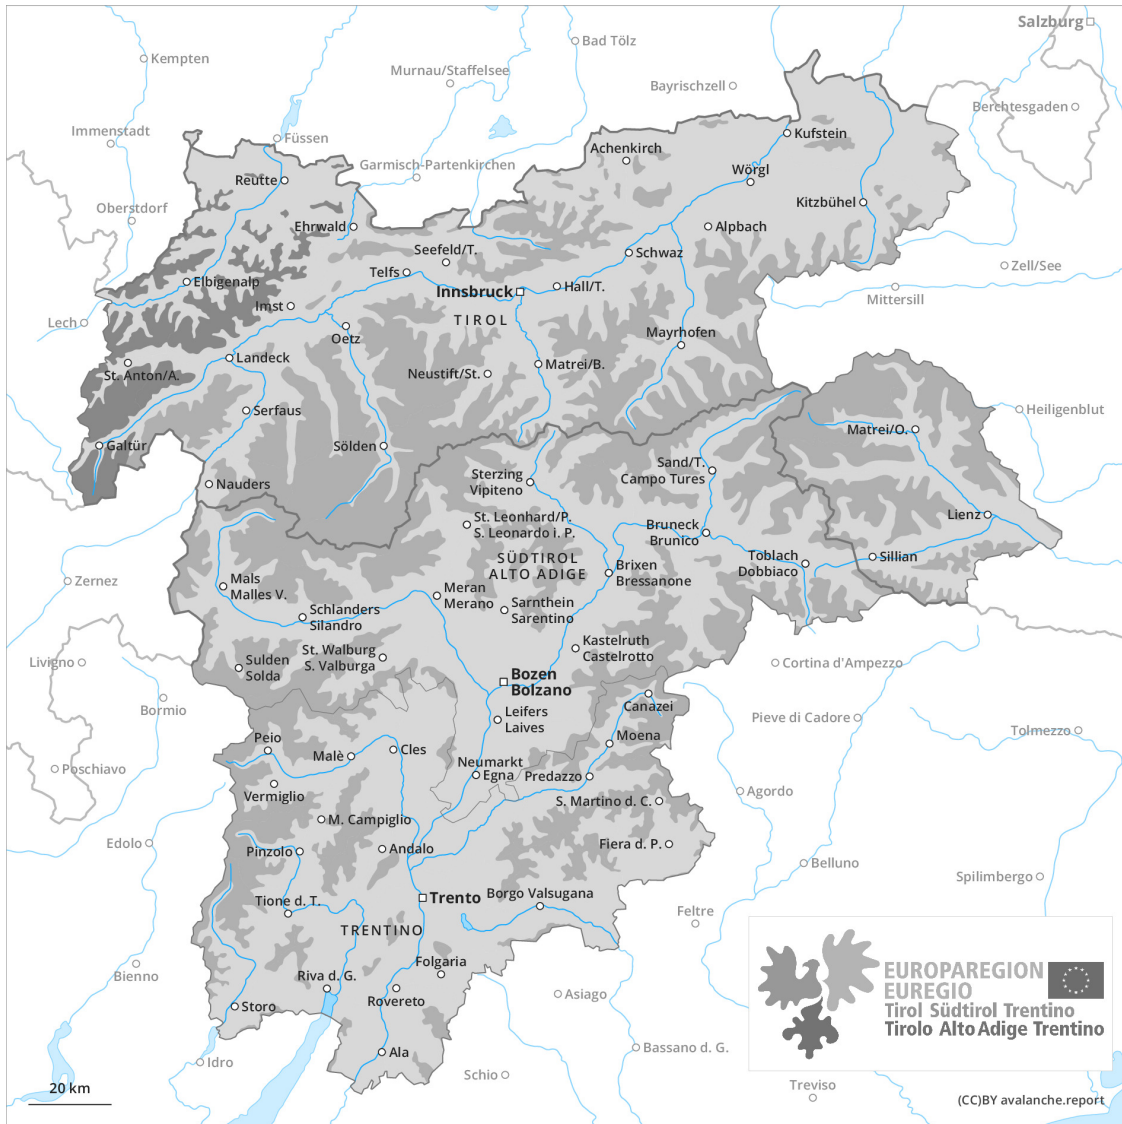 Salzburg
Bad Tölz
Kempten
Murnau/Staffelsee
Bayrischzell
Berchtesgaden
Immenstadt
Füssen
Kufstein
Achenkirch
Garmisch-Partenkirchen
Wörgl
Reutte
Kitzbühel
Oberstdorf
Ehrwald
Alpbach
Seefeld/T.
Schwaz
Telfs
Zell/See
Elbigenalp
Innsbruck
Hall/T.
Mittersill
Imst
TIROL
Lech
Oetz
Mayrhofen
Landeck
St. Anton/A.
Neustift/St.
Matrei/B.
Serfaus
Heiligenblut
Matrei/O.
Galtür
Sölden
Sand/T.
Campo Tures
Sterzing
Vipiteno
Nauders
Lienz
St. Leonhard/P.
S. Leonardo i. P.
Bruneck
Brunico
SÜDTIROL
ALTO ADIGE
Toblach
Dobbiaco
Sillian
Brixen
Bressanone
Zernez
Mals
Malles V.
Meran
Merano
Sarnthein
Sarentino
Schlanders
Silandro
Kastelruth
Castelrotto
St. Walburg
S. Valburga
Livigno
Sulden
Solda
Cortina d'Ampezzo
Bozen
Bolzano
Canazei
Bormio
Leifers
Laives
Pieve di Cadore
Tolmezzo
Peio
Moena
Malè
Cles
Neumarkt
Egna
Predazzo
Poschiavo
Vermiglio
Agordo
S. Martino d. C.
M. Campiglio
Edolo
Pinzolo
Andalo
Fiera d. P.
Belluno
Spilimbergo
Trento
Borgo Valsugana
Tione d. T.
Feltre
TRENTINO
Bienno
Folgaria
Riva d. G.
Asiago
Rovereto
Storo
EUROPAREGION
EUREGIO
Tirol Südtirol Trentino
Tirolo Alto Adige Trentino
Ala
Bassano d. G.
Idro
Schio
Treviso
20 km
(CC)BY avalanche.report